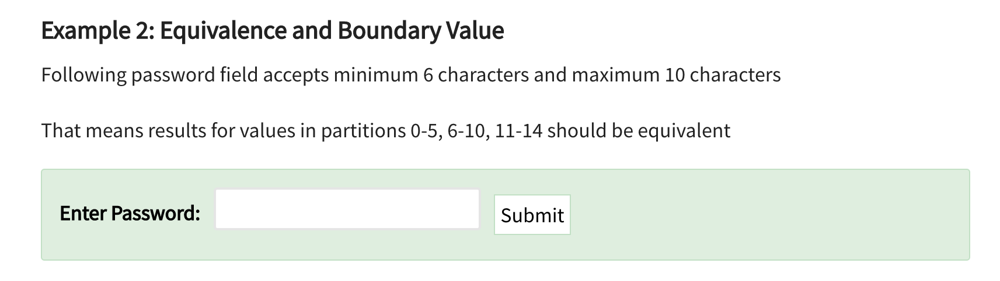 Example 2: Equivalence and Boundary Value
Following password field accepts minimum 6 characters and maximum 10 characters
That means results for values in partitions 0-5, 6-10, 11-14 should be equivalent
Enter Password: Submit